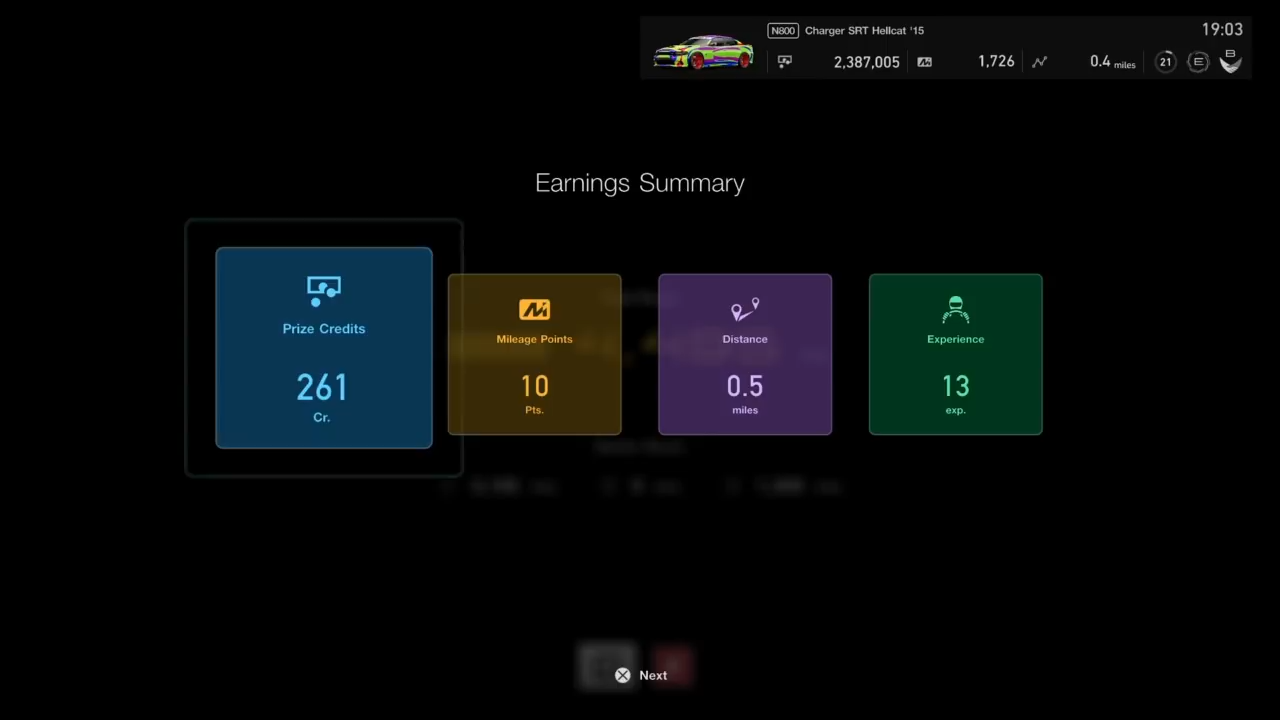 N800 Charger SRT Hellcat '15 19:03
2,387,005 1,726 0.4 miles 21 E B
Earnings Summary
Prize Credits
261
Cr.
Mileage Points
10
Pts.
Distance
0.5
miles
Experience
13
exp.
Next